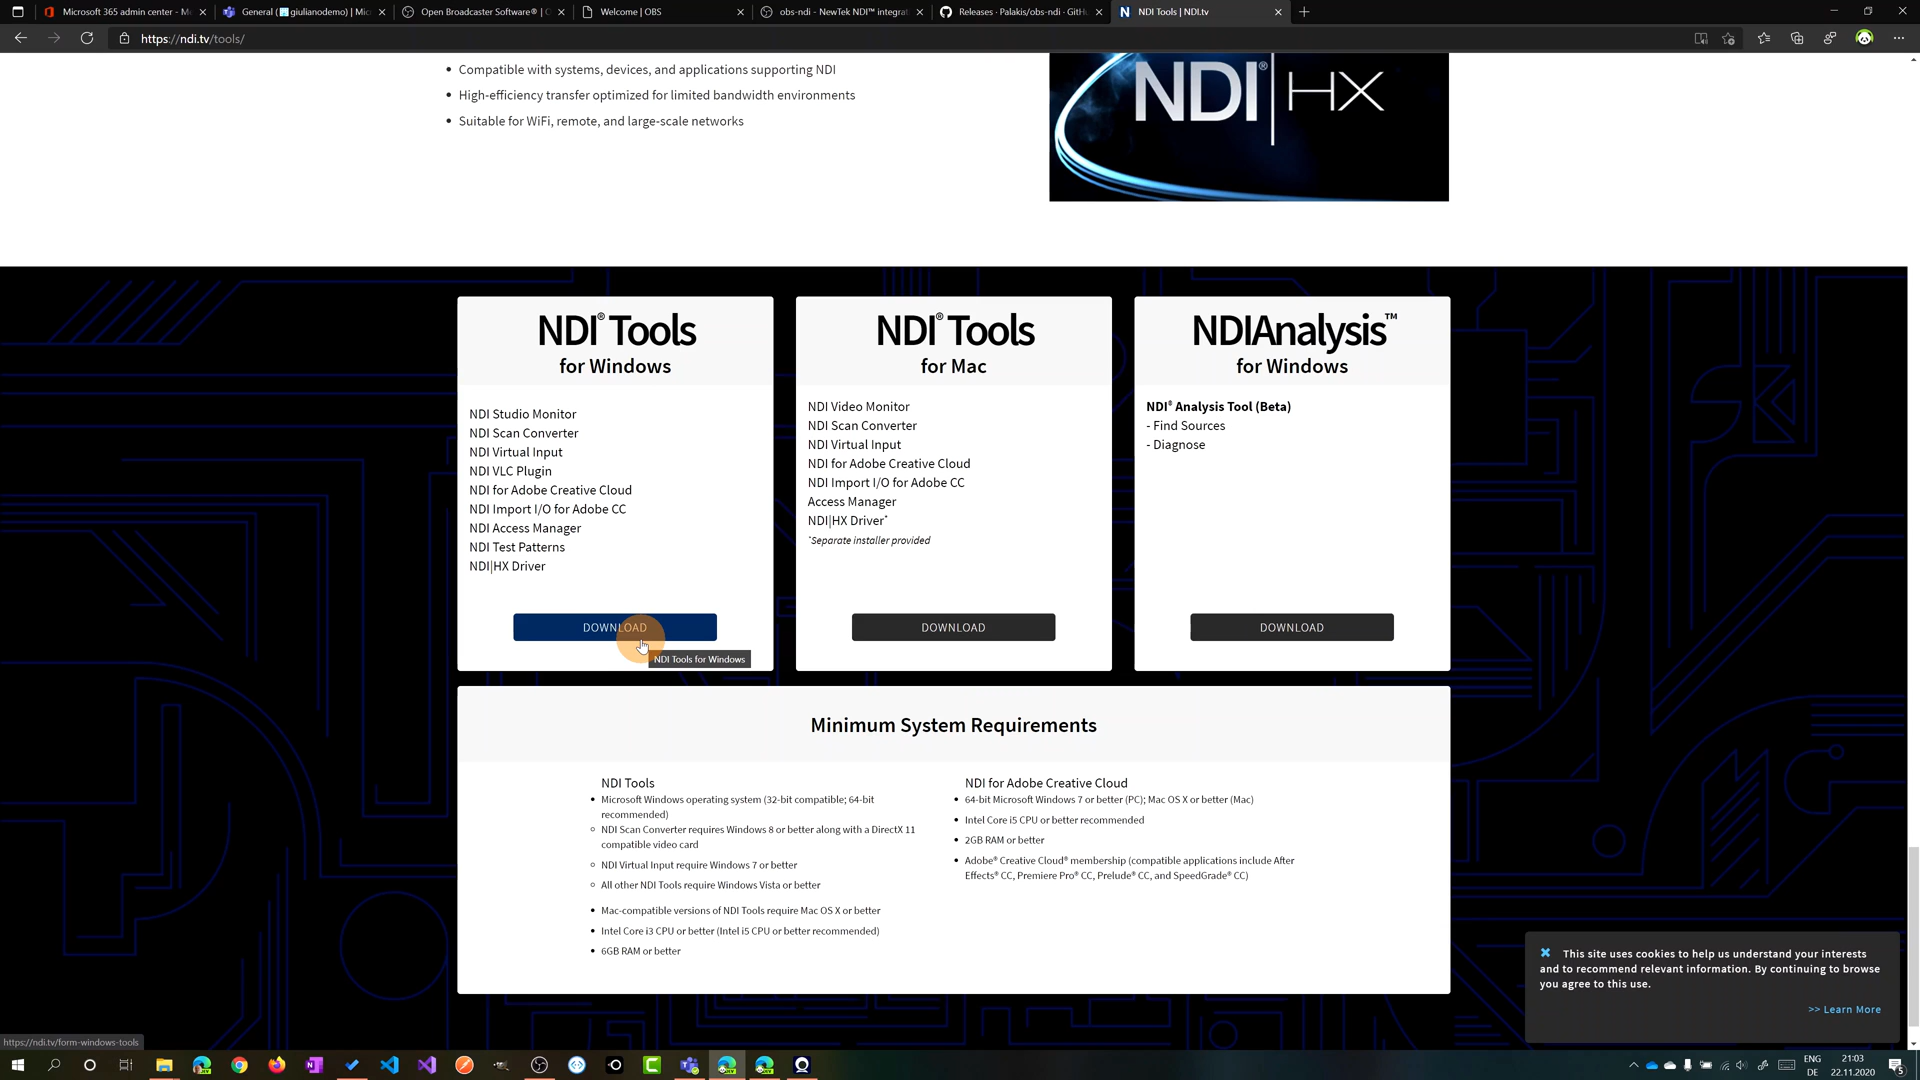 Microsoft 365 admin center - M
General (giulianodemo) | Mic
Open Broadcaster Software® | O
Welcome | OBS
obs-ndi - NewTek NDI™ integrat
Releases · Palakis/obs-ndi · GitH
NDI Tools | NDI.tv
https://ndi.tv/tools/
Compatible with systems, devices, and applications supporting NDI
High-efficiency transfer optimized for limited bandwidth environments
Suitable for WiFi, remote, and large-scale networks
NDI® | HX
NDI® Tools
for Windows
NDI Studio Monitor
NDI Scan Converter
NDI Virtual Input
NDI VLC Plugin
NDI for Adobe Creative Cloud
NDI Import I/O for Adobe CC
NDI Access Manager
NDI Test Patterns
NDI|HX Driver
DOWNLOAD
NDI Tools for Windows
NDI® Tools
for Mac
NDI Video Monitor
NDI Scan Converter
NDI Virtual Input
NDI for Adobe Creative Cloud
NDI Import I/O for Adobe CC
Access Manager
NDI|HX Driver*
*Separate installer provided
DOWNLOAD
NDIAnalysis™
for Windows
NDI® Analysis Tool (Beta)
- Find Sources
- Diagnose
DOWNLOAD
Minimum System Requirements
NDI Tools
Microsoft Windows operating system (32-bit compatible; 64-bit
recommended)
NDI Scan Converter requires Windows 8 or better along with a DirectX 11
compatible video card
NDI Virtual Input require Windows 7 or better
All other NDI Tools require Windows Vista or better
Mac-compatible versions of NDI Tools require Mac OS X or better
Intel Core i3 CPU or better (Intel i5 CPU or better recommended)
6GB RAM or better
NDI for Adobe Creative Cloud
64-bit Microsoft Windows 7 or better (PC); Mac OS X or better (Mac)
Intel Core i5 CPU or better recommended
2GB RAM or better
Adobe® Creative Cloud® membership (compatible applications include After
Effects® CC, Premiere Pro® CC, Prelude® CC, and SpeedGrade® CC)
This site uses cookies to help us understand your interests
and to recommend relevant information. By continuing to browse
you agree to this use.
>> Learn More
https://ndi.tv/form-windows-tools
ENG
DE
21:03
22.11.2020
5